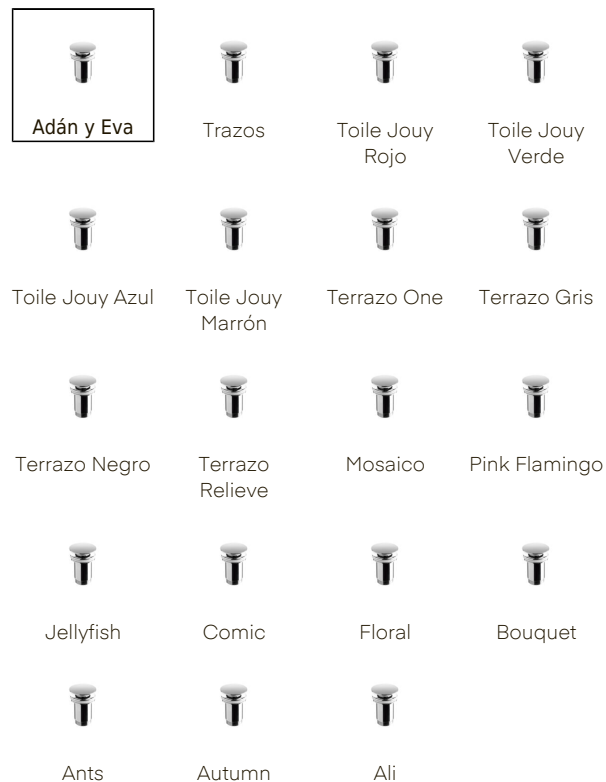 Adán y Eva
Trazos
Toile Jouy
Rojo
Toile Jouy
Verde
Toile Jouy Azul
Toile Jouy
Marrón
Terrazo One
Terrazo Gris
Terrazo Negro
Terrazo
Relieve
Mosaico
Pink Flamingo
Jellyfish
Comic
Floral
Bouquet
Ants
Autumn
Ali